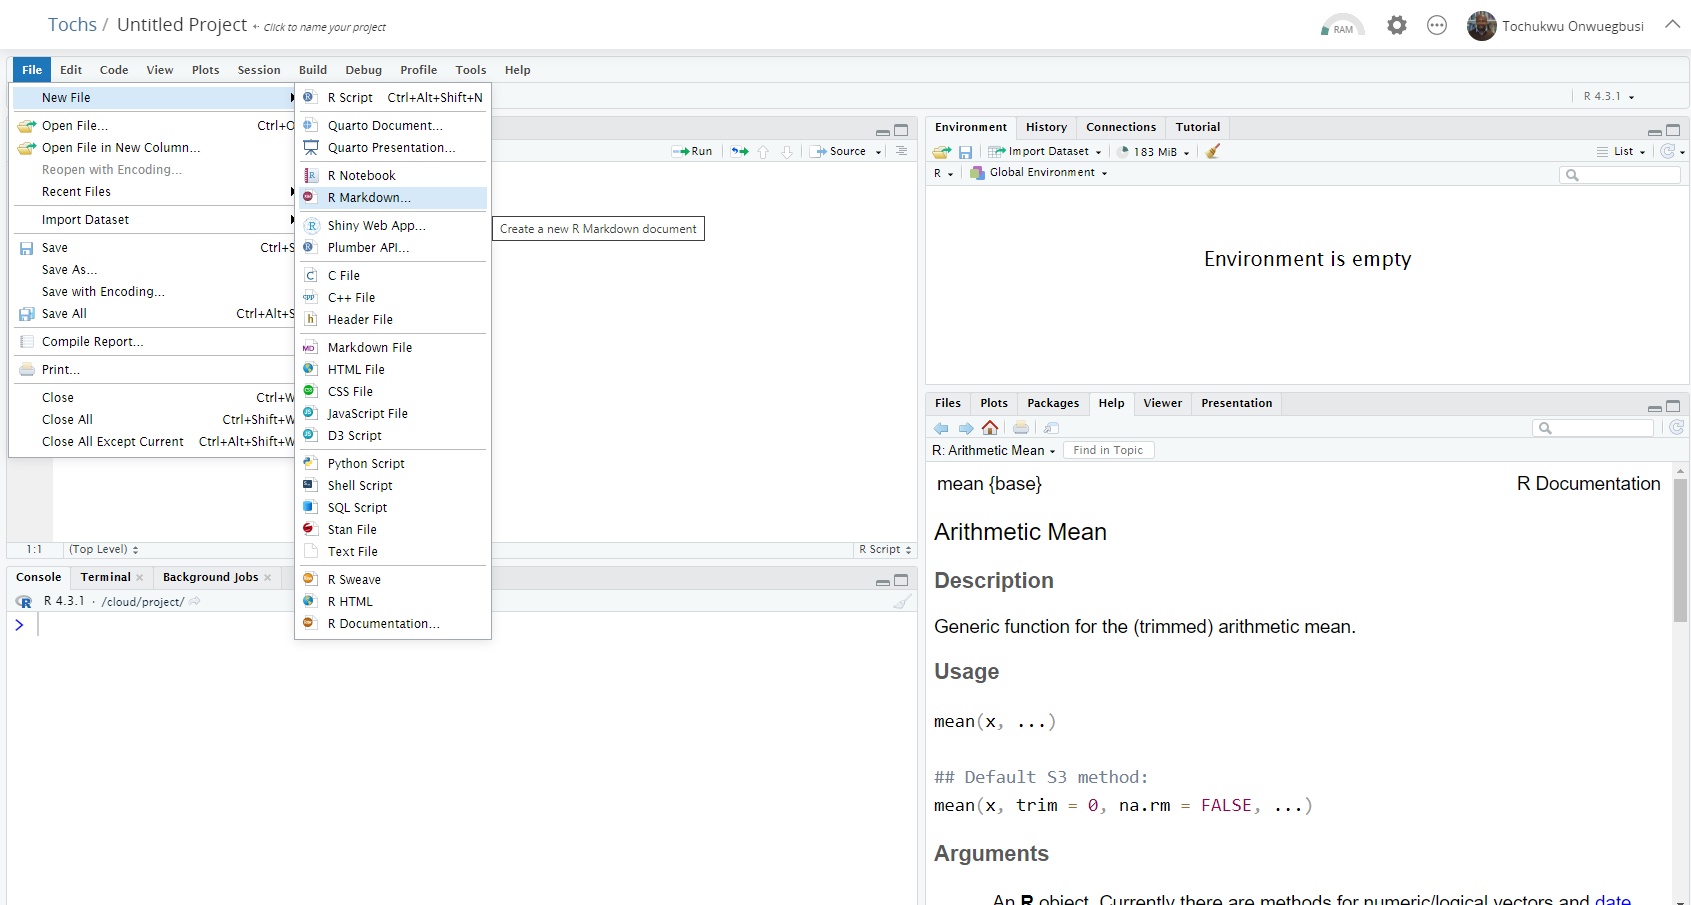 Tochs / Untitled Project ← Click to name your project
RAM
Tochukwu Onwuegbusi
File Edit Code View Plots Session Build Debug Profile Tools Help
R 4.3.1
New File
Open File... Ctrl+O
Open File in New Column...
Reopen with Encoding...
Recent Files
Import Dataset
Save Ctrl+S
Save As...
Save with Encoding...
Save All Ctrl+Alt+S
Compile Report...
Print...
Close Ctrl+W
Close All Ctrl+Shift+W
Close All Except Current Ctrl+Alt+Shift+W
R Script Ctrl+Alt+Shift+N
Quarto Document...
Quarto Presentation...
R Notebook
R Markdown...
Shiny Web App...
Plumber API...
C File
C++ File
Header File
Markdown File
HTML File
CSS File
JavaScript File
D3 Script
Python Script
Shell Script
SQL Script
Stan File
Text File
R Sweave
R HTML
R Documentation...
Create a new R Markdown document
Run Source
1:1 (Top Level) R Script
Console Terminal Background Jobs
R 4.3.1 · /cloud/project/
>
Environment History Connections Tutorial
Import Dataset 183 MiB List
R Global Environment
Environment is empty
Files Plots Packages Help Viewer Presentation
R: Arithmetic Mean Find in Topic
mean {base} R Documentation
Arithmetic Mean
Description
Generic function for the (trimmed) arithmetic mean.
Usage
mean(x, ...)
## Default S3 method:
mean(x, trim = 0, na.rm = FALSE, ...)
Arguments
An R object. Currently there are methods for numeric/logical vectors and date,